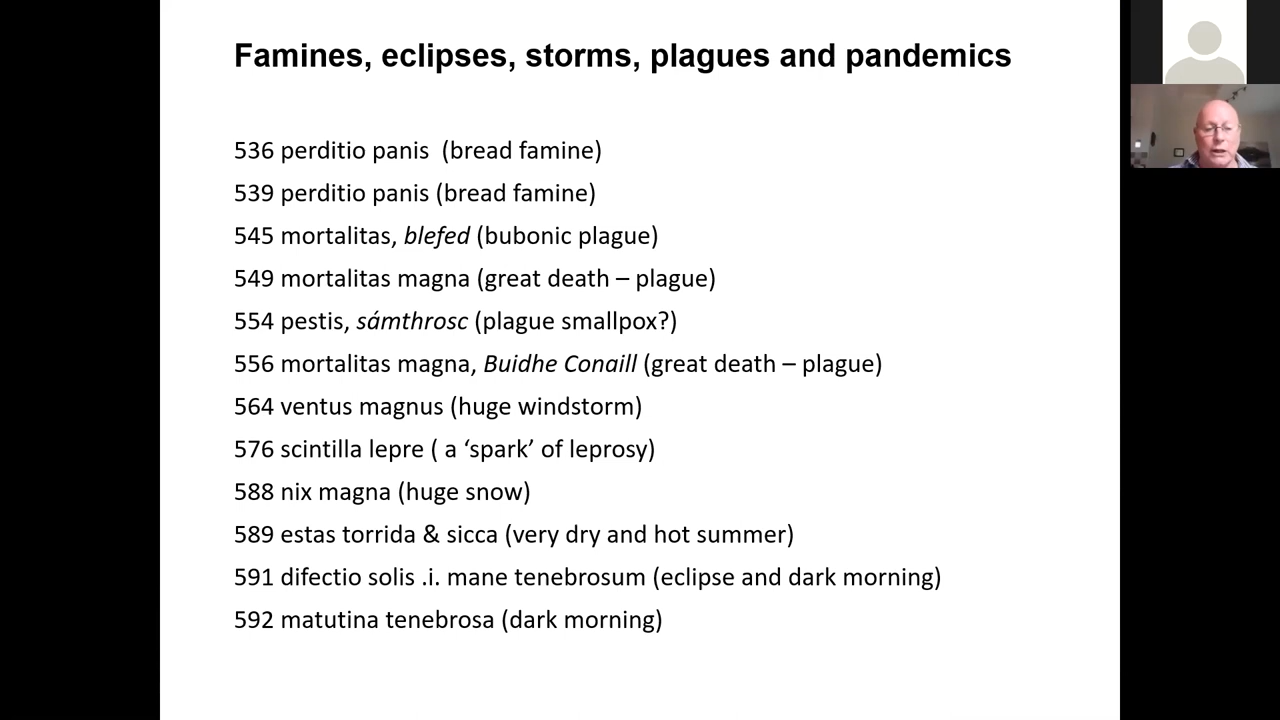 Famines, eclipses, storms, plagues and pandemics
536 perditio panis  (bread famine)
539 perditio panis (bread famine)
545 mortalitas, blefed (bubonic plague)
549 mortalitas magna (great death – plague)
554 pestis, sámthrosc (plague smallpox?)
556 mortalitas magna, Buidhe Conaill (great death – plague)
564 ventus magnus (huge windstorm)
576 scintilla lepre ( a ‘spark’ of leprosy)
588 nix magna (huge snow)
589 estas torrida & sicca (very dry and hot summer)
591 difectio solis .i. mane tenebrosum (eclipse and dark morning)
592 matutina tenebrosa (dark morning)